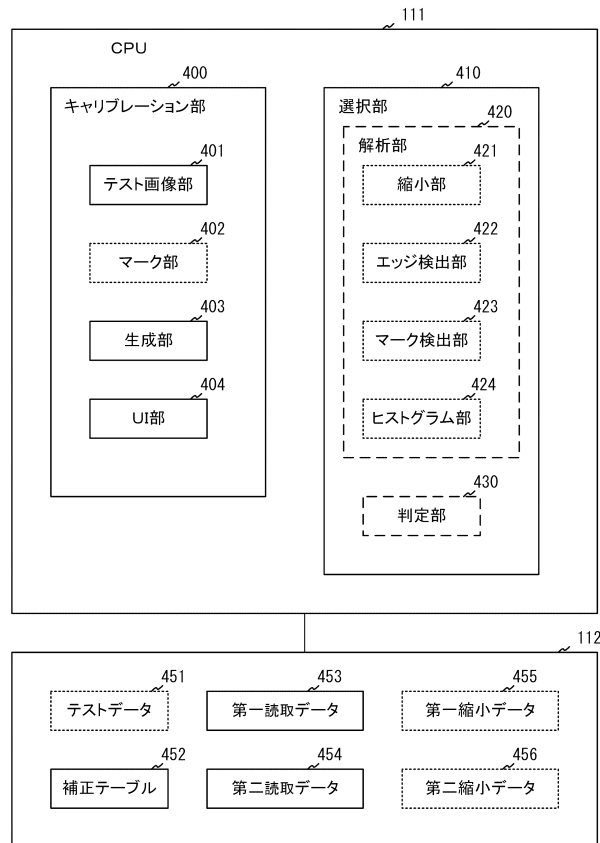 111
CPU
400
キャリブレーション部
401
テスト画像部
402
マーク部
403
生成部
404
UI部
410
選択部
420
解析部
421
縮小部
422
エッジ検出部
423
マーク検出部
424
ヒストグラム部
430
判定部
112
451
テストデータ
453
第一読取データ
455
第一縮小データ
452
補正テーブル
454
第二読取データ
456
第二縮小データ